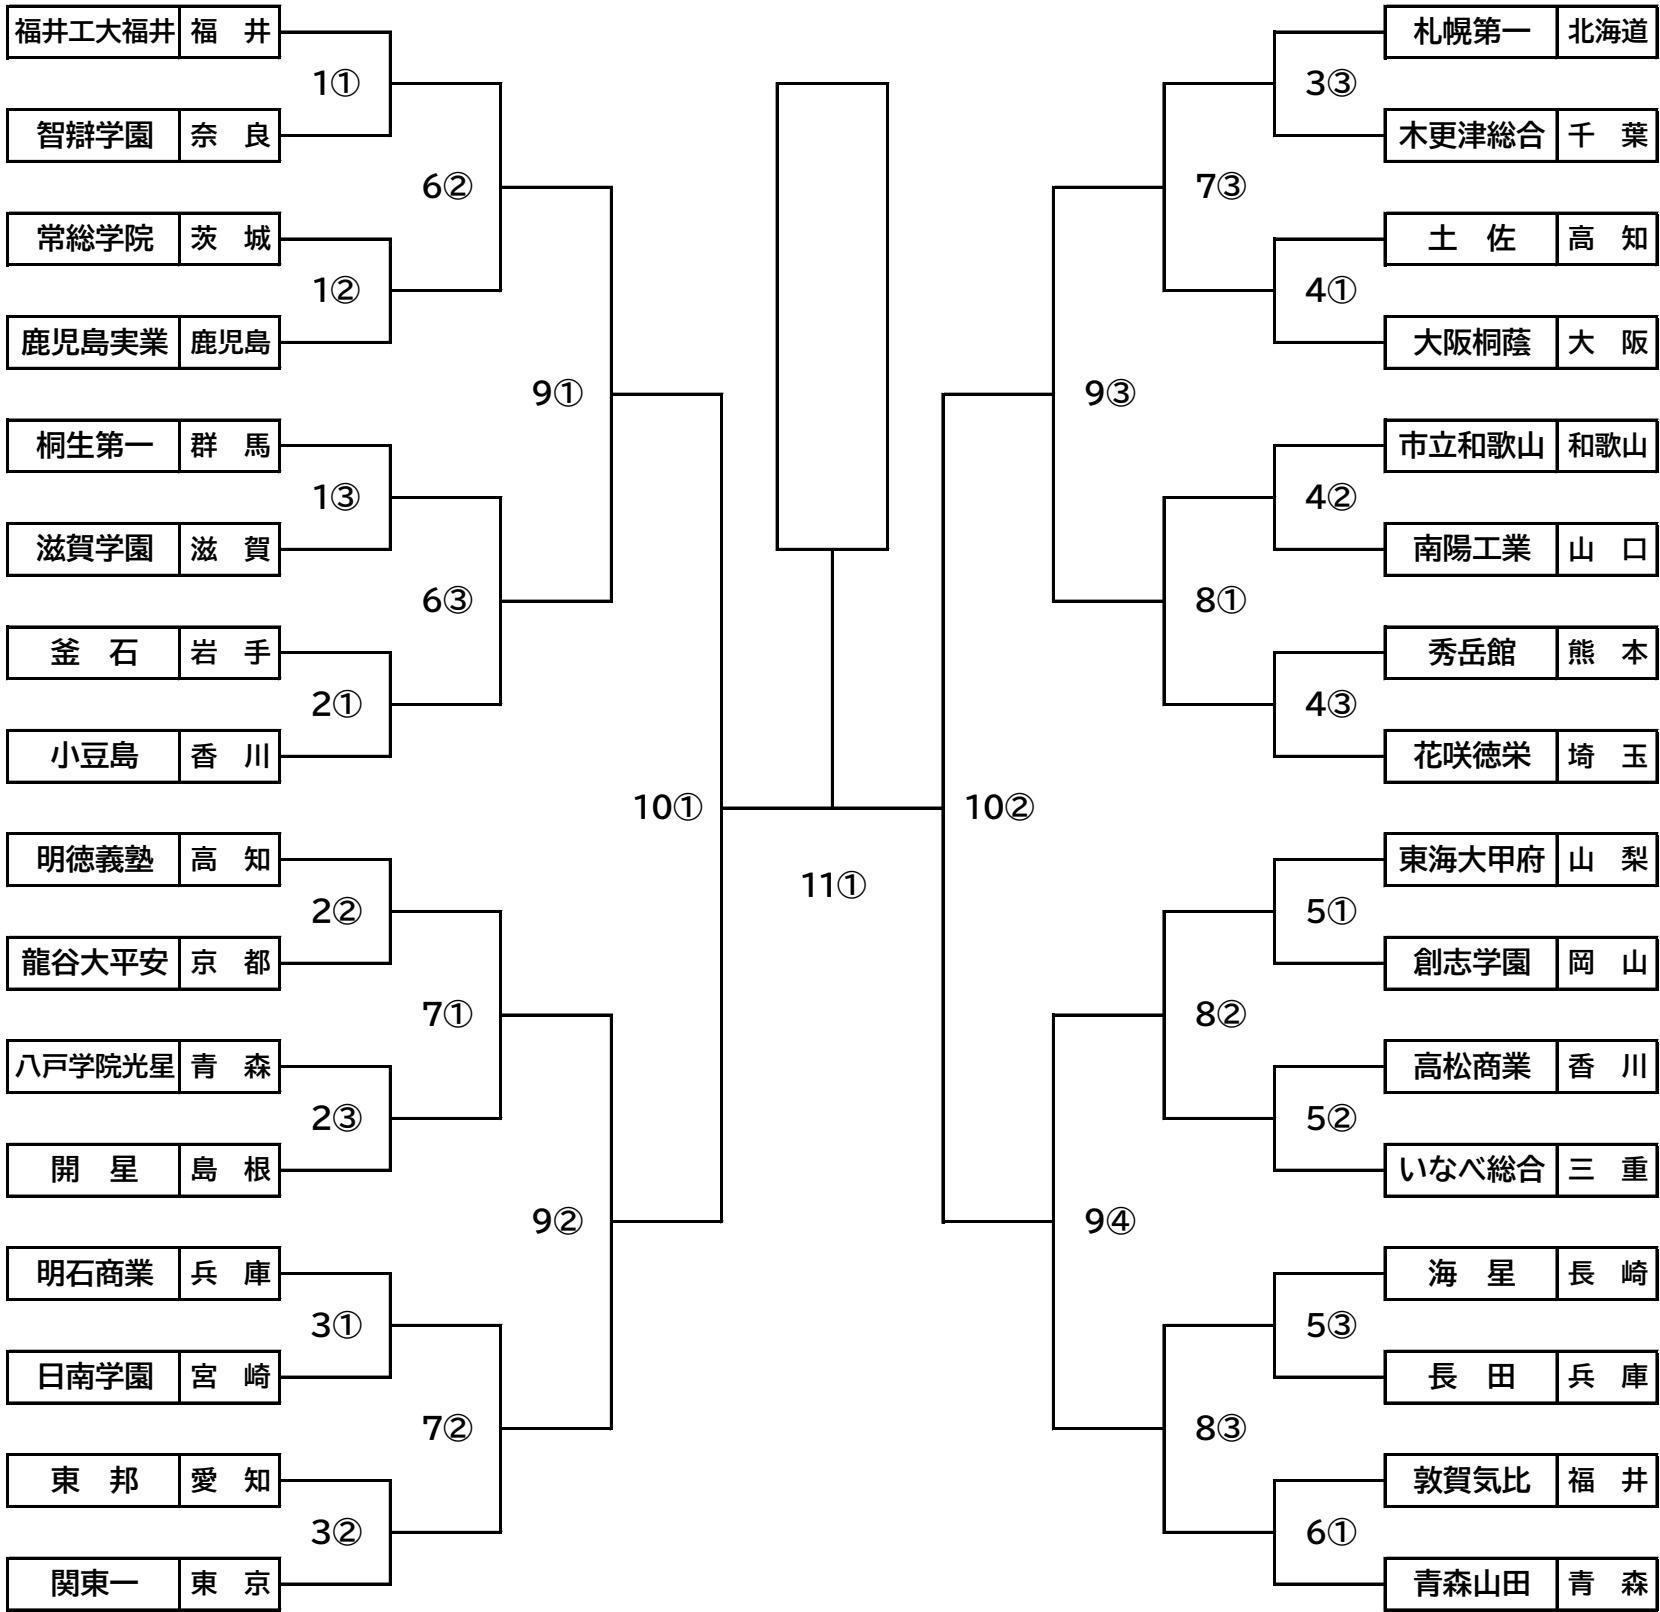 福井工大福井 福 井
1①
智辯学園 奈 良
6②
常総学院 茨 城
1②
鹿児島実業 鹿児島
9①
桐生第一 群 馬
1③
滋賀学園 滋 賀
6③
釜 石 岩 手
2①
小豆島 香 川
10①
明徳義塾 高 知
2②
龍谷大平安 京 都
7①
八戸学院光星 青 森
2③
開 星 島 根
9②
明石商業 兵 庫
3①
日南学園 宮 崎
7②
東 邦 愛 知
3②
関東一 東 京
11①
札幌第一 北海道
3③
木更津総合 千 葉
7③
土 佐 高 知
4①
大阪桐蔭 大 阪
9③
市立和歌山 和歌山
4②
南陽工業 山 口
8①
秀岳館 熊 本
4③
花咲徳栄 埼 玉
10②
東海大甲府 山 梨
5①
創志学園 岡 山
8②
高松商業 香 川
5②
いなべ総合 三 重
9④
海 星 長 崎
5③
長 田 兵 庫
8③
敦賀気比 福 井
6①
青森山田 青 森